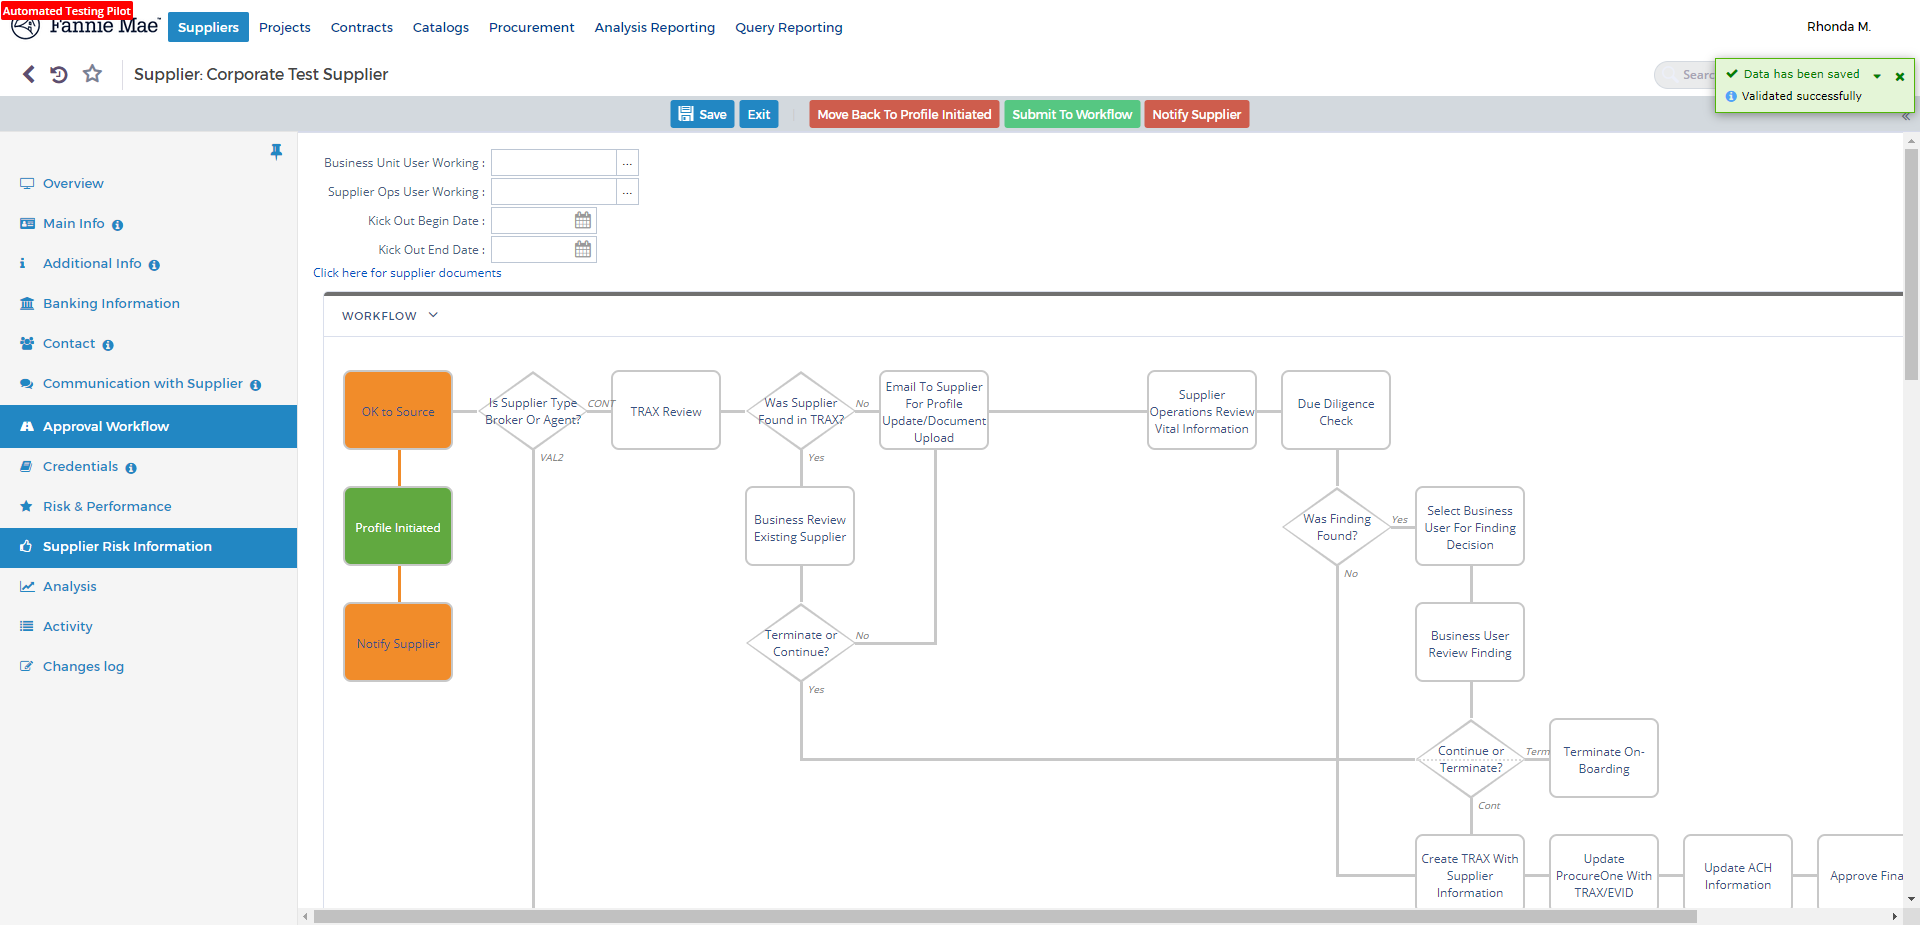 Automated Testing Pilot
Fannie Mae
Suppliers
Projects
Contracts
Catalogs
Procurement
Analysis Reporting
Query Reporting
Rhonda M.
Supplier: Corporate Test Supplier
Data has been saved
Validated successfully
Save
Exit
Move Back To Profile Initiated
Submit To Workflow
Notify Supplier
Overview
Main Info
Additional Info
Banking Information
Contact
Communication with Supplier
Approval Workflow
Credentials
Risk & Performance
Supplier Risk Information
Analysis
Activity
Changes log
Business Unit User Working :
...
Supplier Ops User Working :
...
Kick Out Begin Date :
Kick Out End Date :
Click here for supplier documents
WORKFLOW
OK to Source
Is Supplier Type
Broker Or Agent?
CONT
VAL2
TRAX Review
Was Supplier
Found in TRAX?
No
Yes
Email To Supplier
For Profile
Update/Document
Upload
Supplier
Operations Review
Vital Information
Due Diligence
Check
Profile Initiated
Business Review
Existing Supplier
Was Finding
Found?
Yes
No
Select Business
User For Finding
Decision
Notify Supplier
Terminate or
Continue?
No
Yes
Business User
Review Finding
Continue or
Terminate?
Term
Cont
Terminate On-
Boarding
Create TRAX With
Supplier
Information
Update
ProcureOne With
TRAX/EVID
Update ACH
Information
Approve Fina